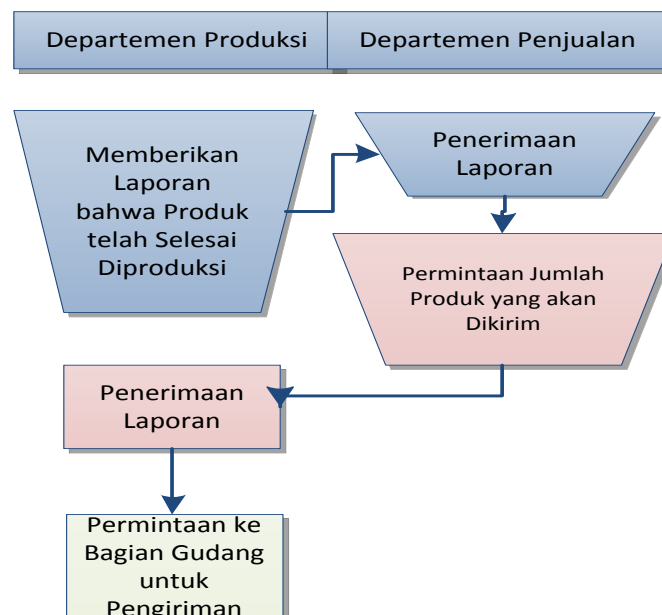 Departemen Produksi
Departemen Penjualan
Memberikan
Laporan
bahwa Produk
telah Selesai
Diproduksi
Penerimaan
Laporan
Permintaan Jumlah
Produk yang akan
Dikirim
Penerimaan
Laporan
Permintaan ke
Bagian Gudang
untuk
Pengiriman